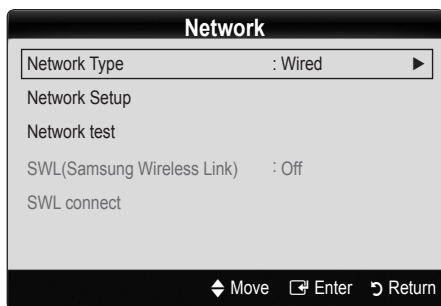 Network
Network Type : Wired ▶
Network Setup
Network test
SWL(Samsung Wireless Link) : Off
SWL connect
Move Enter Return